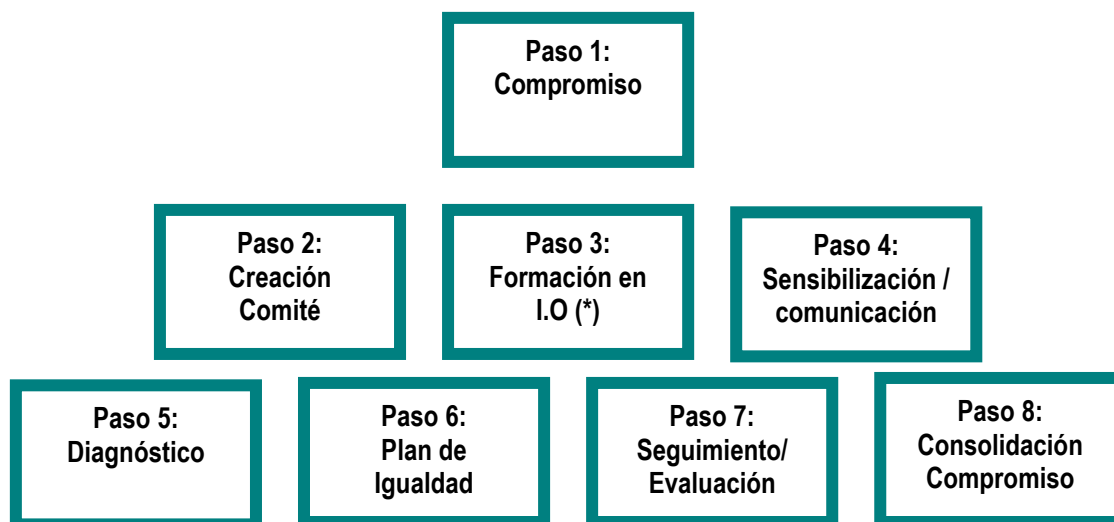 Paso 1:
Compromiso
Paso 2:
Creación
Comité
Paso 3:
Formación en
I.O (*)
Paso 4:
Sensibilización /
comunicación
Paso 5:
Diagnóstico
Paso 6:
Plan de
Igualdad
Paso 7:
Seguimiento/
Evaluación
Paso 8:
Consolidación
Compromiso